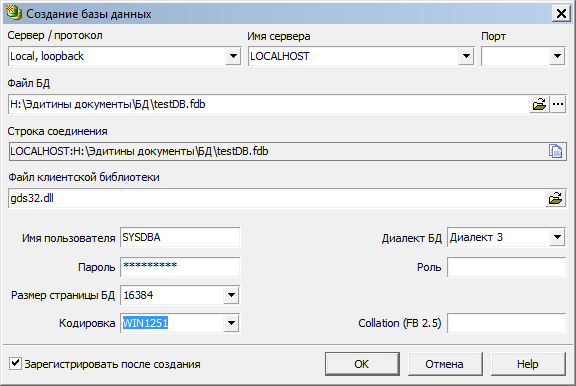 Создание базы данных
Сервер / протокол Имя сервера Порт
Local, loopback LOCALHOST
Файл БД
H:\Эдитины документы\БД\testDB.fdb
Строка соединения
LOCALHOST:H:\Эдитины документы\БД\testDB.fdb
Файл клиентской библиотеки
gds32.dll
Имя пользователя SYSDBA Диалект БД Диалект 3
Пароль ********* Роль
Размер страницы БД 16384
Кодировка WIN1251 Collation (FB 2.5)
Зарегистрировать после создания OK Отмена Help